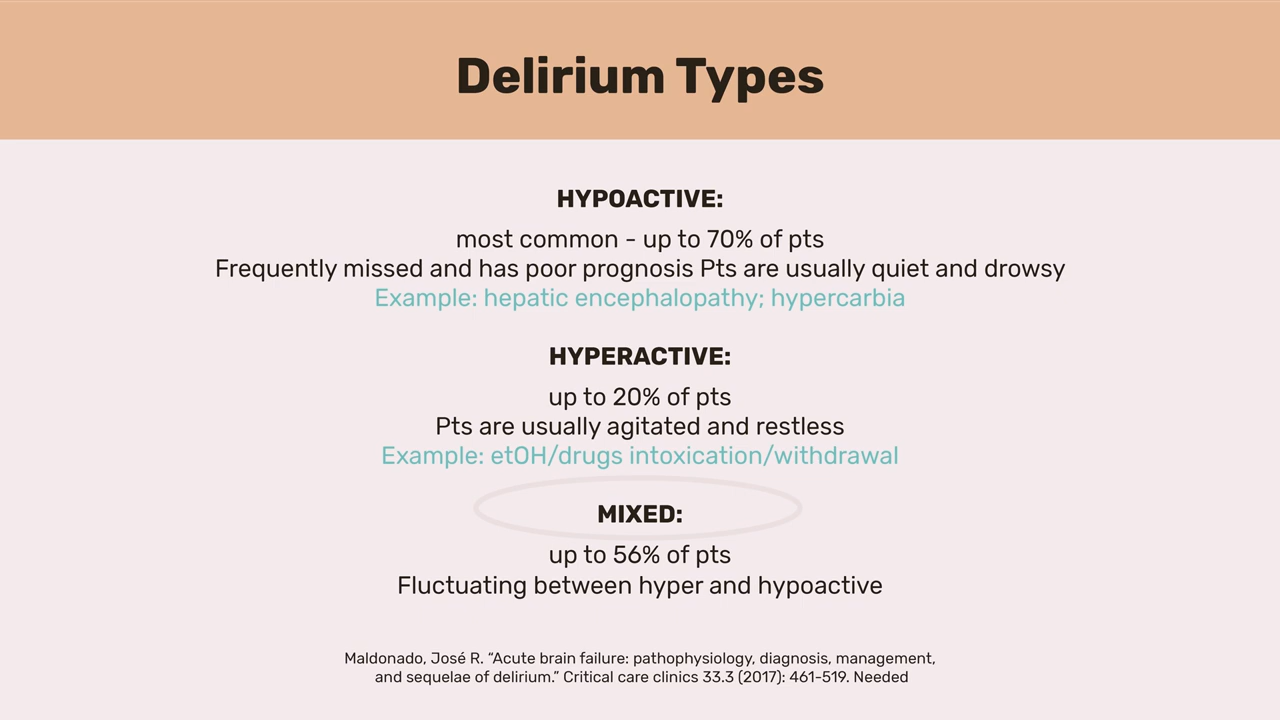 Delirium Types
HYPOACTIVE:
most common - up to 70% of pts
Frequently missed and has poor prognosis Pts are usually quiet and drowsy
Example: hepatic encephalopathy; hypercarbia
HYPERACTIVE:
up to 20% of pts
Pts are usually agitated and restless
Example: etOH/drugs intoxication/withdrawal
MIXED:
up to 56% of pts
Fluctuating between hyper and hypoactive
Maldonado, José R. “Acute brain failure: pathophysiology, diagnosis, management,
and sequelae of delirium.” Critical care clinics 33.3 (2017): 461-519. Needed